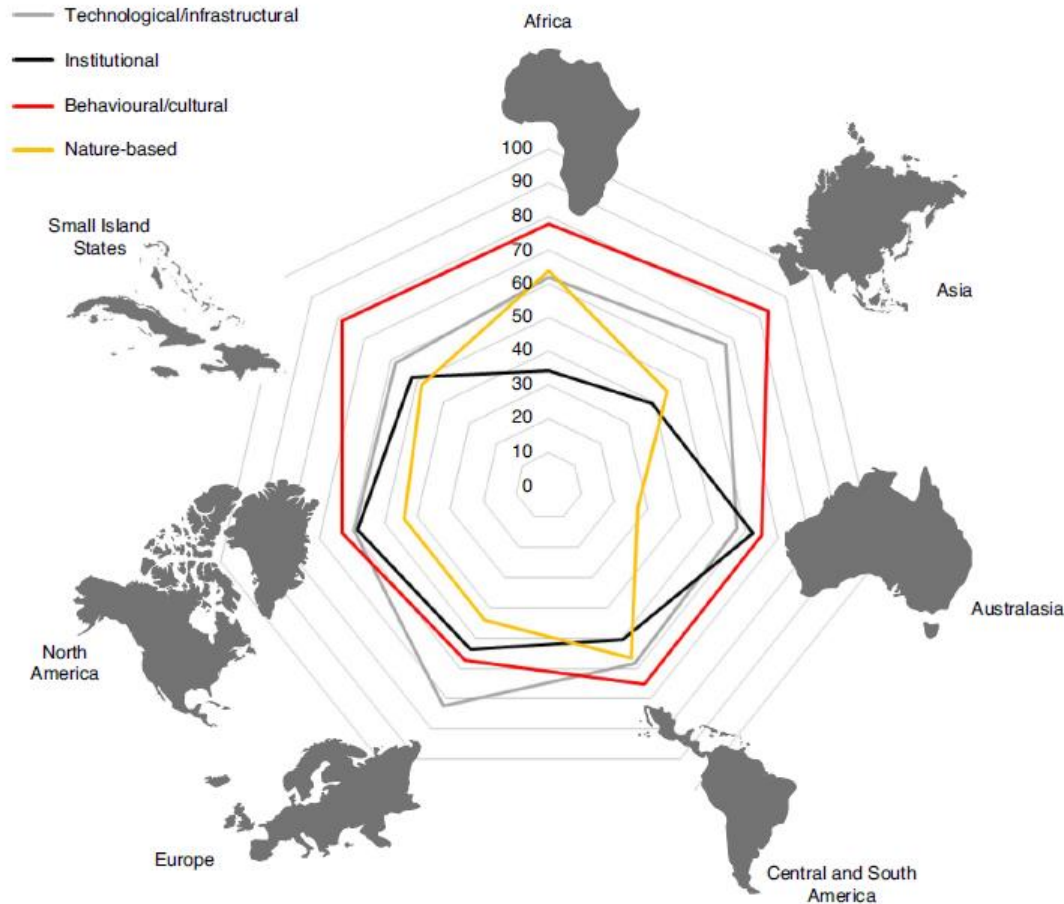 Technological/infrastructural
Institutional
Behavioural/cultural
Nature-based
Africa
Asia
Australasia
Central and South
America
Europe
North
America
Small Island
States
100
90
80
70
60
50
40
30
20
10
0